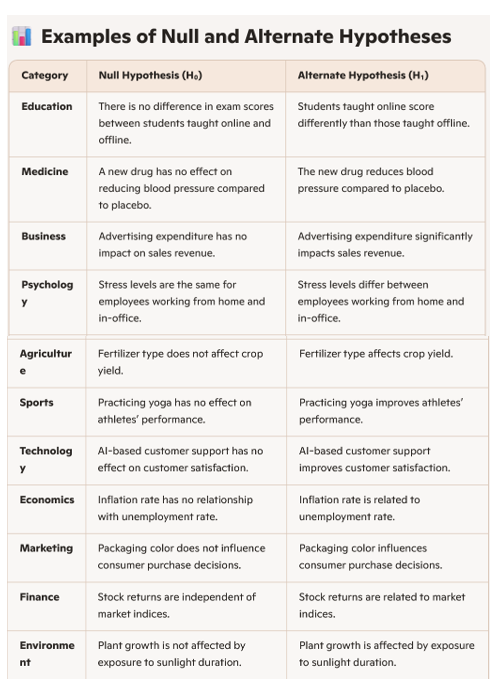 Examples of Null and Alternate Hypotheses
Category Null Hypothesis (H₀) Alternate Hypothesis (H₁)
Education There is no difference in exam scores Students taught online score
between students taught online and differently than those taught offline.
offline.
Medicine A new drug has no effect on The new drug reduces blood
reducing blood pressure compared pressure compared to placebo.
to placebo.
Business Advertising expenditure has no Advertising expenditure significantly
impact on sales revenue. impacts sales revenue.
Psycholog Stress levels are the same for Stress levels differ between
y employees working from home and employees working from home and
in-office. in-office.
Agricultur Fertilizer type does not affect crop Fertilizer type affects crop yield.
e yield.
Sports Practicing yoga has no effect on Practicing yoga improves athletes’
athletes’ performance. performance.
Technolog AI-based customer support has no AI-based customer support
y effect on customer satisfaction. improves customer satisfaction.
Economics Inflation rate has no relationship Inflation rate is related to
with unemployment rate. unemployment rate.
Marketing Packaging color does not influence Packaging color influences
consumer purchase decisions. consumer purchase decisions.
Finance Stock returns are independent of Stock returns are related to market
market indices. indices.
Environme Plant growth is not affected by Plant growth is affected by exposure
nt exposure to sunlight duration. to sunlight duration.